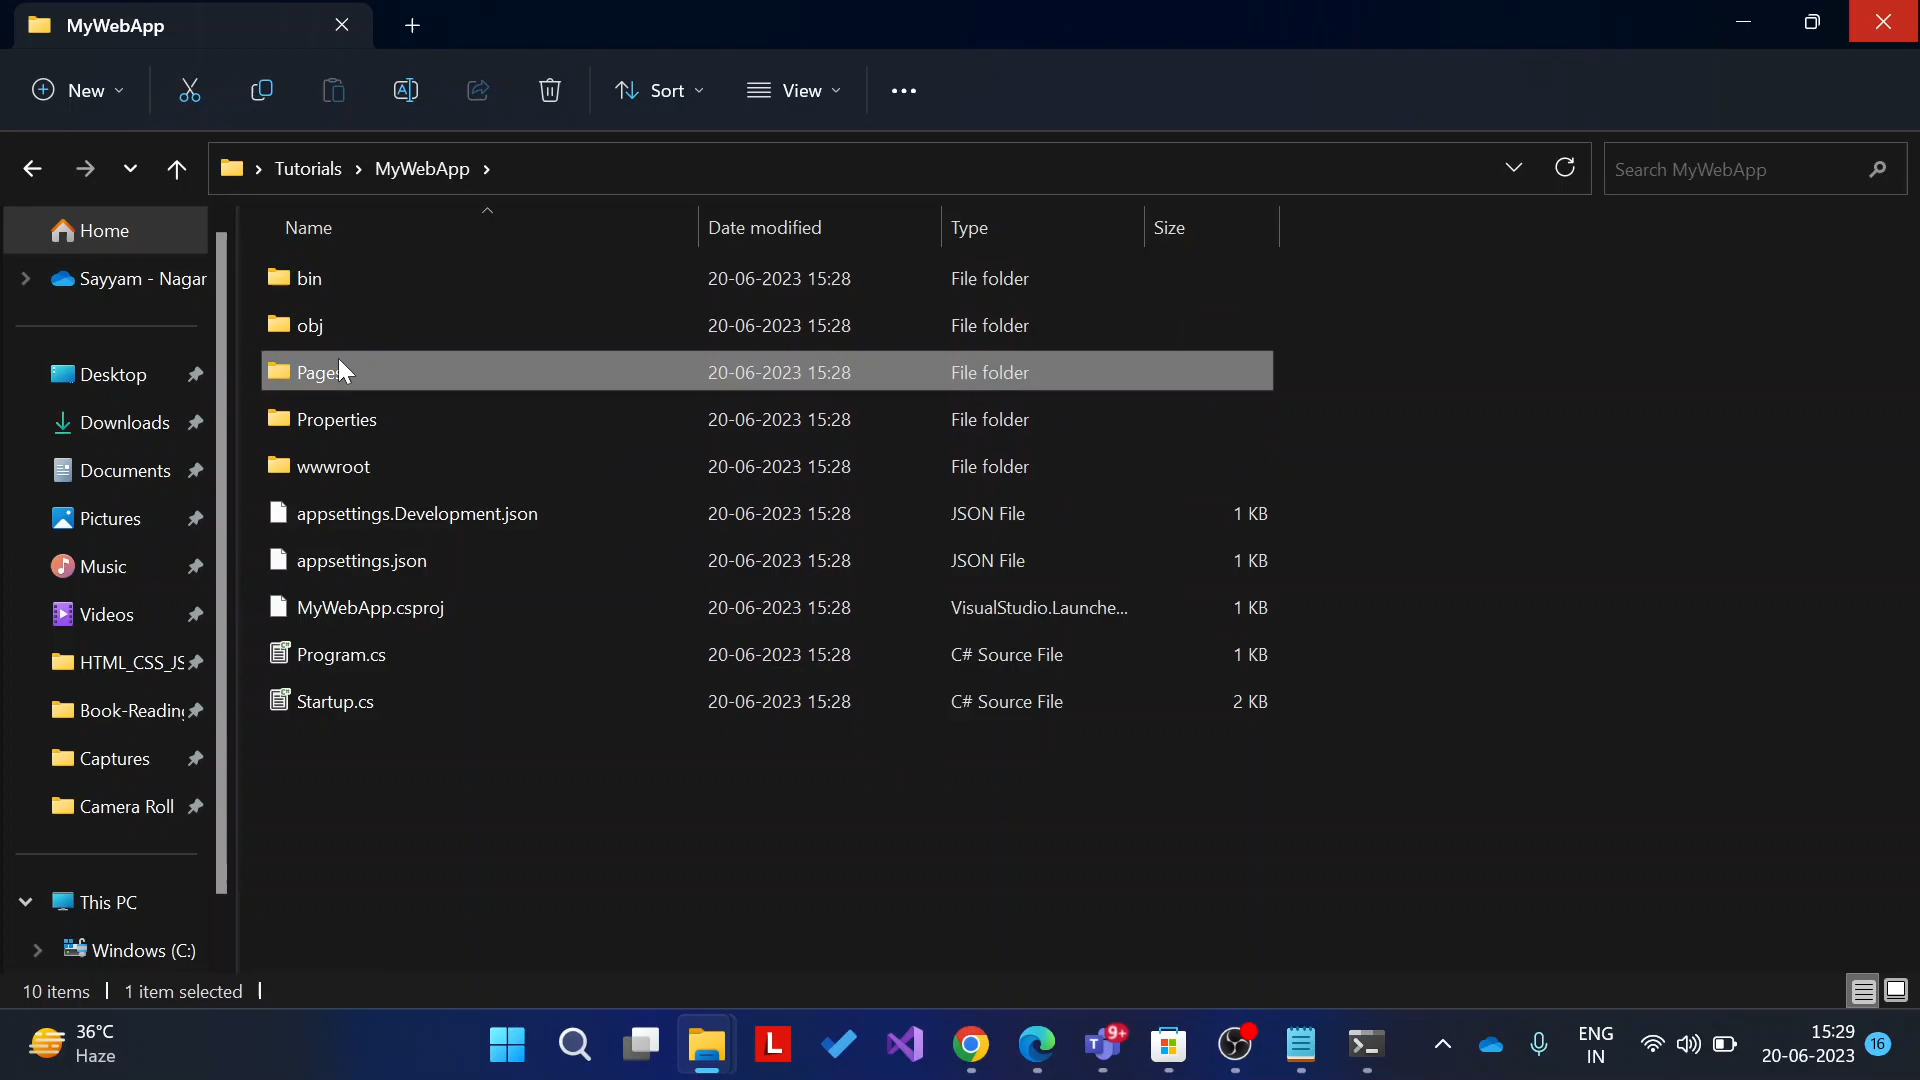 MyWebApp
New
Sort
View
Tutorials
MyWebApp
Search MyWebApp
Name
Date modified
Type
Size
Home
Sayyam - Nagar
Desktop
Downloads
Documents
Pictures
Music
Videos
HTML_CSS_JS
Book-Reading
Captures
Camera Roll
This PC
Windows (C:)
bin 20-06-2023 15:28 File folder
obj 20-06-2023 15:28 File folder
Pages 20-06-2023 15:28 File folder
Properties 20-06-2023 15:28 File folder
wwwroot 20-06-2023 15:28 File folder
appsettings.Development.json 20-06-2023 15:28 JSON File 1 KB
appsettings.json 20-06-2023 15:28 JSON File 1 KB
MyWebApp.csproj 20-06-2023 15:28 VisualStudio.Launche... 1 KB
Program.cs 20-06-2023 15:28 C# Source File 1 KB
Startup.cs 20-06-2023 15:28 C# Source File 2 KB
10 items
1 item selected
36°C
Haze
L
T
9+
ENG
IN
15:29
20-06-2023
16